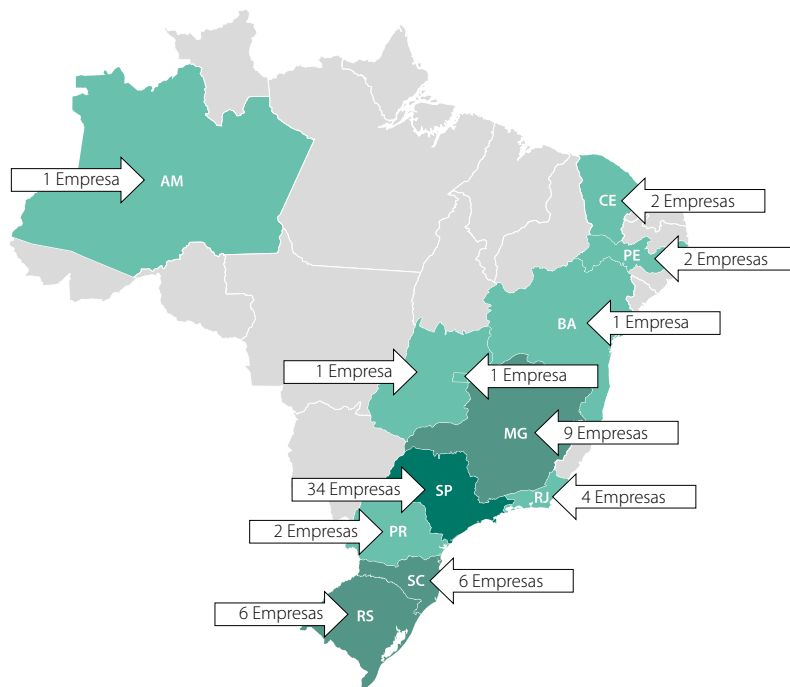 1 Empresa
AM
CE
2 Empresas
PE
2 Empresas
BA
1 Empresa
1 Empresa
1 Empresa
MG
9 Empresas
34 Empresas
SP
RJ
4 Empresas
2 Empresas
PR
SC
6 Empresas
6 Empresas
RS